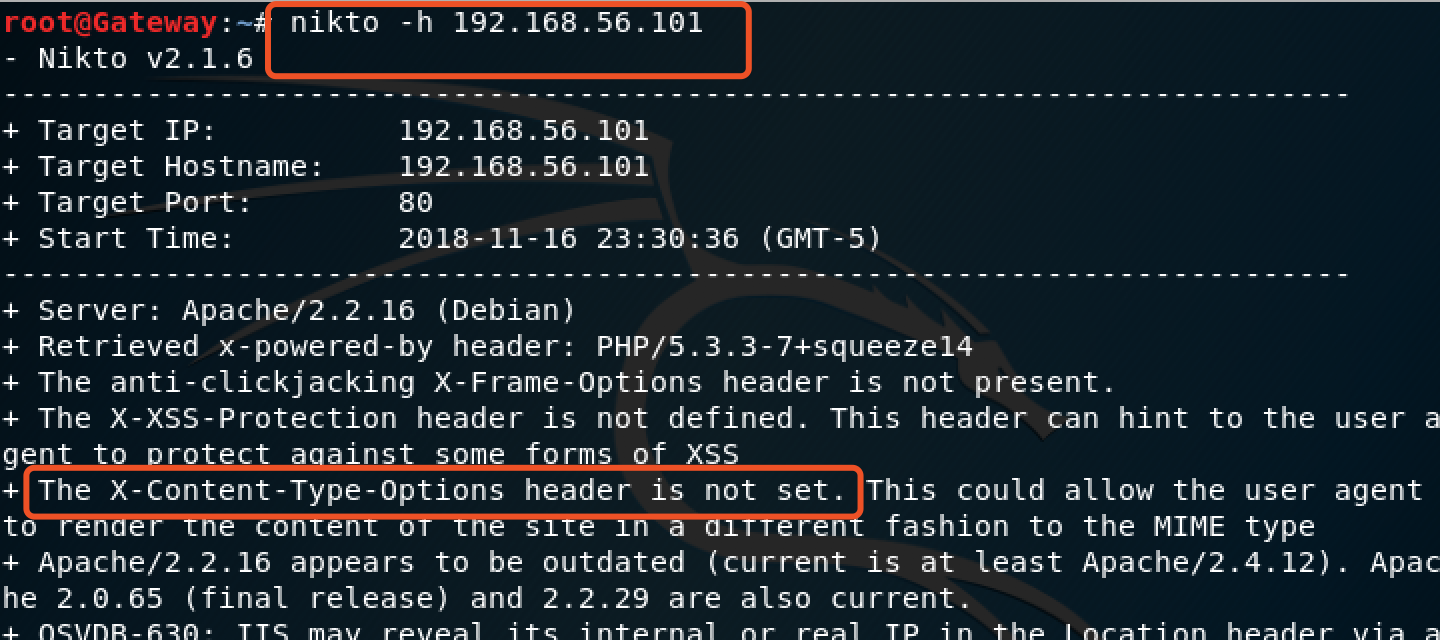 root@Gateway:~# nikto -h 192.168.56.101
- Nikto v2.1.6
---------------------------------------------------------------------------
+ Target IP:          192.168.56.101
+ Target Hostname:    192.168.56.101
+ Target Port:        80
+ Start Time:         2018-11-16 23:30:36 (GMT-5)
---------------------------------------------------------------------------
+ Server: Apache/2.2.16 (Debian)
+ Retrieved x-powered-by header: PHP/5.3.3-7+squeeze14
+ The anti-clickjacking X-Frame-Options header is not present.
+ The X-XSS-Protection header is not defined. This header can hint to the user a
gent to protect against some forms of XSS
+ The X-Content-Type-Options header is not set. This could allow the user agent
to render the content of the site in a different fashion to the MIME type
+ Apache/2.2.16 appears to be outdated (current is at least Apache/2.4.12). Apac
he 2.0.65 (final release) and 2.2.29 are also current.
+ OSVDB-630: IIS may reveal its internal or real IP in the Location header via a